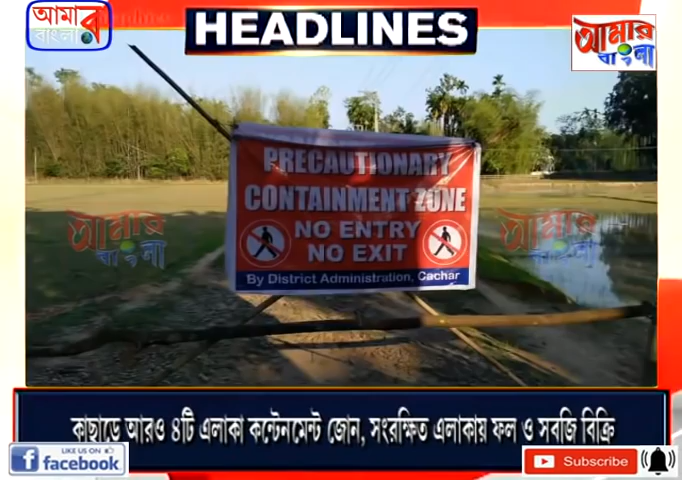 আমার
বাংলা
HEADLINES
আমার
বাংলা
PRECAUTIONARY
CONTAINMENT ZONE
NO ENTRY
NO EXIT
By District Administration, Cachar
আমার
বাংলা
আমার
বাংলা
কাছাড়ে আরও ৪টি এলাকা কন্টেনমেন্ট জোন, সংরক্ষিত এলাকায় ফল ও সবজি বিক্রি
LIKE US ON
facebook
Subscribe